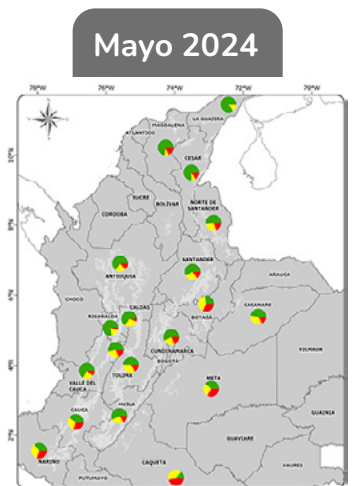 Mayo 2024
78°W 76°W 74°W 72°W 70°W
LA GUAJIRA
MAGDALENA
ATLANTICO
10°N
CESAR
SUCRE
BOLÍVAR
NORTE DE
SANTANDER
CORDOBA
8°N
SANTANDER
ANTIOQUIA
ARAUCA
6°N
CHOCO
CALDAS
CASANARE
RISARALDA
BOYACA
CUNDINAMARCA
VICHADA
BOGOTA
4°N
TOLIMA
META
VALLE DEL
CAUCA
GUAINIA
CAUCA
HUILA
2°N
GUAVIARE
NARIÑO
CAQUETA
VAUPES
PUTUMAYO